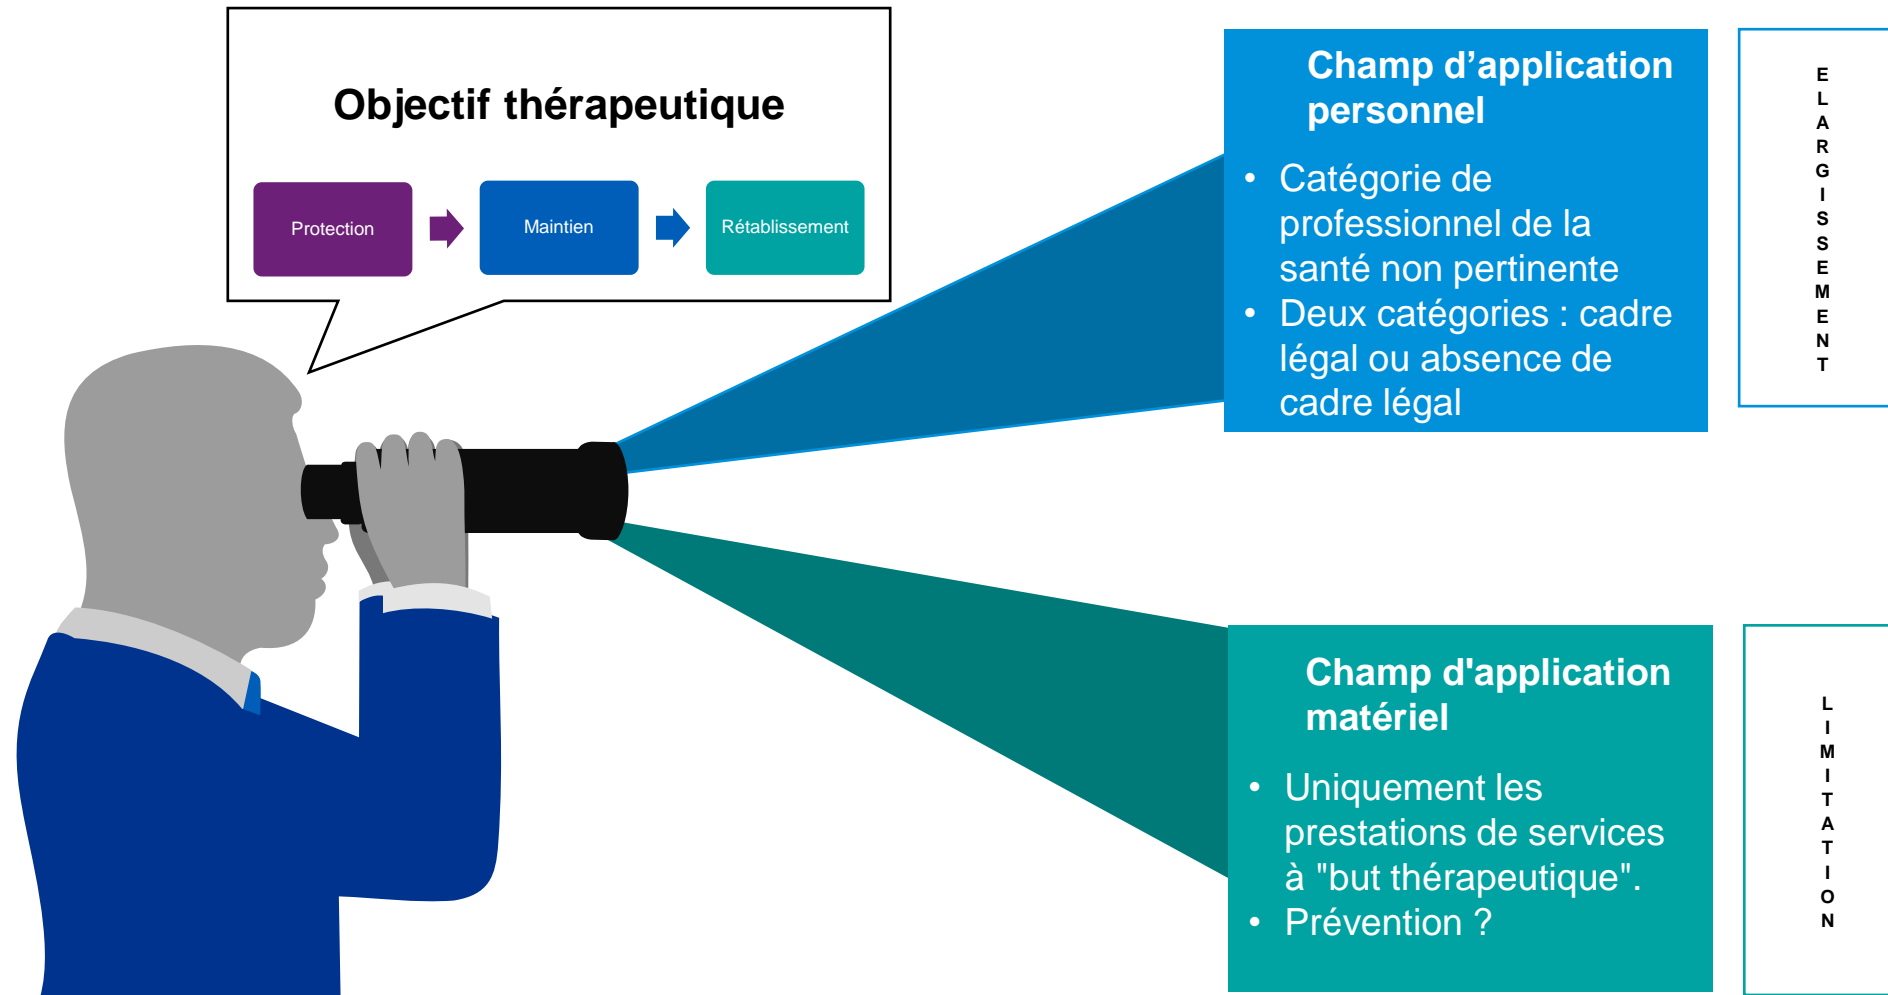 Objectif thérapeutique
Protection
Maintien
Rétablissement
Champ d’application
personnel
• Catégorie de
professionnel de la
santé non pertinente
• Deux catégories : cadre
légal ou absence de
cadre légal
E
L
A
R
G
I
S
S
E
M
E
N
T
Champ d'application
matériel
• Uniquement les
prestations de services
à "but thérapeutique".
• Prévention ?
L
I
M
I
T
A
T
I
O
N